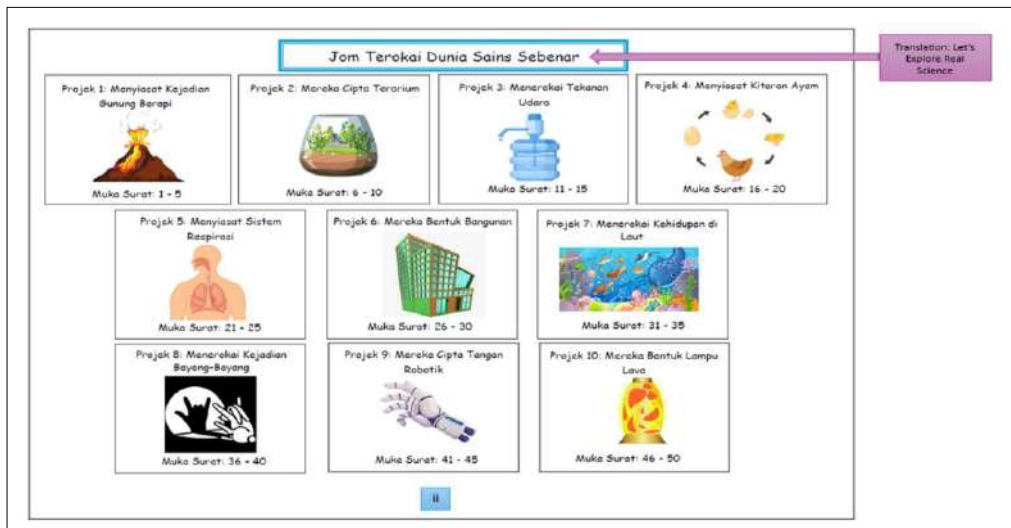 Jom Terokai Dunia Sains Sebenar
Translation: Let's
Explore Real
Science
Projek 1: Menyiasat Kejadian
Gunung Berapi
Muka Surat: 1 - 5
Projek 2: Mereka Cipta Terarium
Muka Surat: 6 - 10
Projek 3: Menerokai Tekanan
Udara
Muka Surat: 11 - 15
Projek 4: Menyiasat Kitaran Ayam
Muka Surat: 16 - 20
Projek 5: Menyiasat Sistem
Respirasi
Muka Surat: 21 - 25
Projek 6: Mereka Bentuk Bangunan
Muka Surat: 26 - 30
Projek 7: Menerokai Kehidupan di
Laut
Muka Surat: 31 - 35
Projek 8: Menerokai Kejadian
Bayang-Bayang
Muka Surat: 36 - 40
Projek 9: Mereka Cipta Tangan
Robotik
Muka Surat: 41 - 45
Projek 10: Mereka Bentuk Lampu
Lava
Muka Surat: 46 - 50
ii